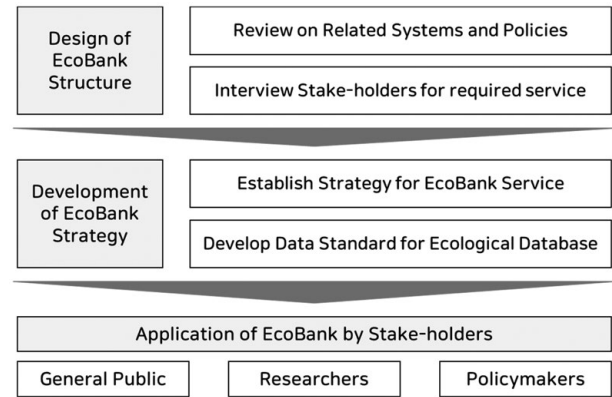 Design of
EcoBank
Structure
Review on Related Systems and Policies
Interview Stake-holders for required service
Development
of EcoBank
Strategy
Establish Strategy for EcoBank Service
Develop Data Standard for Ecological Database
Application of EcoBank by Stake-holders
General Public
Researchers
Policymakers